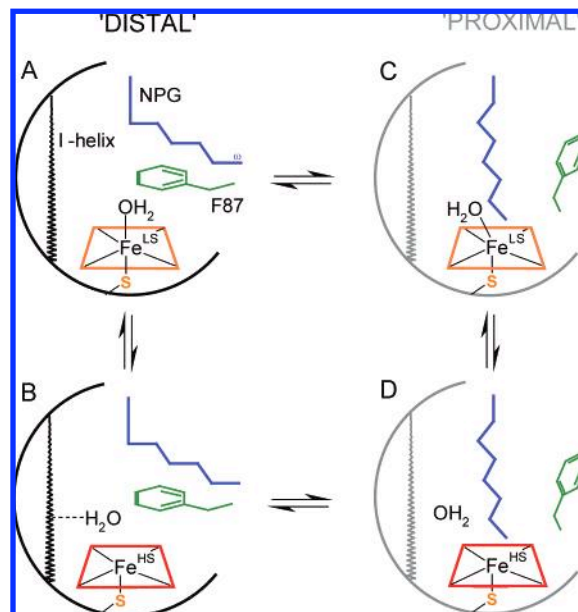 'DISTAL'
'PROXIMAL'
A
NPG
I -helix
ω
F87
OH₂
Fe LS
S
C
H₂O
Fe LS
S
B
H₂O
Fe HS
S
D
OH₂
Fe HS
S